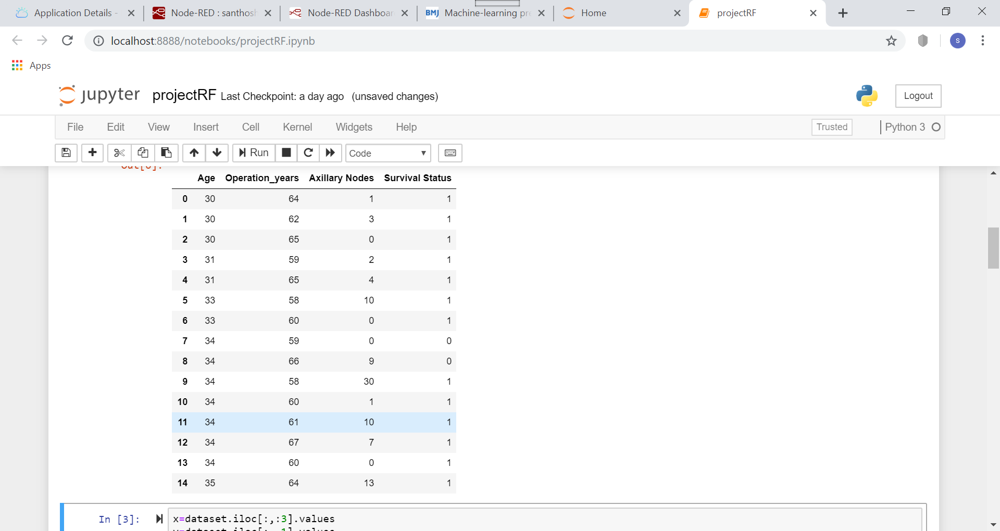 Application Details -
Node-RED : santhosh
Node-RED Dashboar
BMJ Machine-learning pre
Home
projectRF
localhost:8888/notebooks/projectRF.ipynb
s
Apps
jupyter projectRF Last Checkpoint: a day ago (unsaved changes)
Logout
File Edit View Insert Cell Kernel Widgets Help
Trusted
Python 3
Run
Code
Out[6]:
Age Operation_years Axillary Nodes Survival Status
0 30 64 1 1
1 30 62 3 1
2 30 65 0 1
3 31 59 2 1
4 31 65 4 1
5 33 58 10 1
6 33 60 0 1
7 34 59 0 0
8 34 66 9 0
9 34 58 30 1
10 34 60 1 1
11 34 61 10 1
12 34 67 7 1
13 34 60 0 1
14 35 64 13 1
In [3]: x=dataset.iloc[:,:3].values